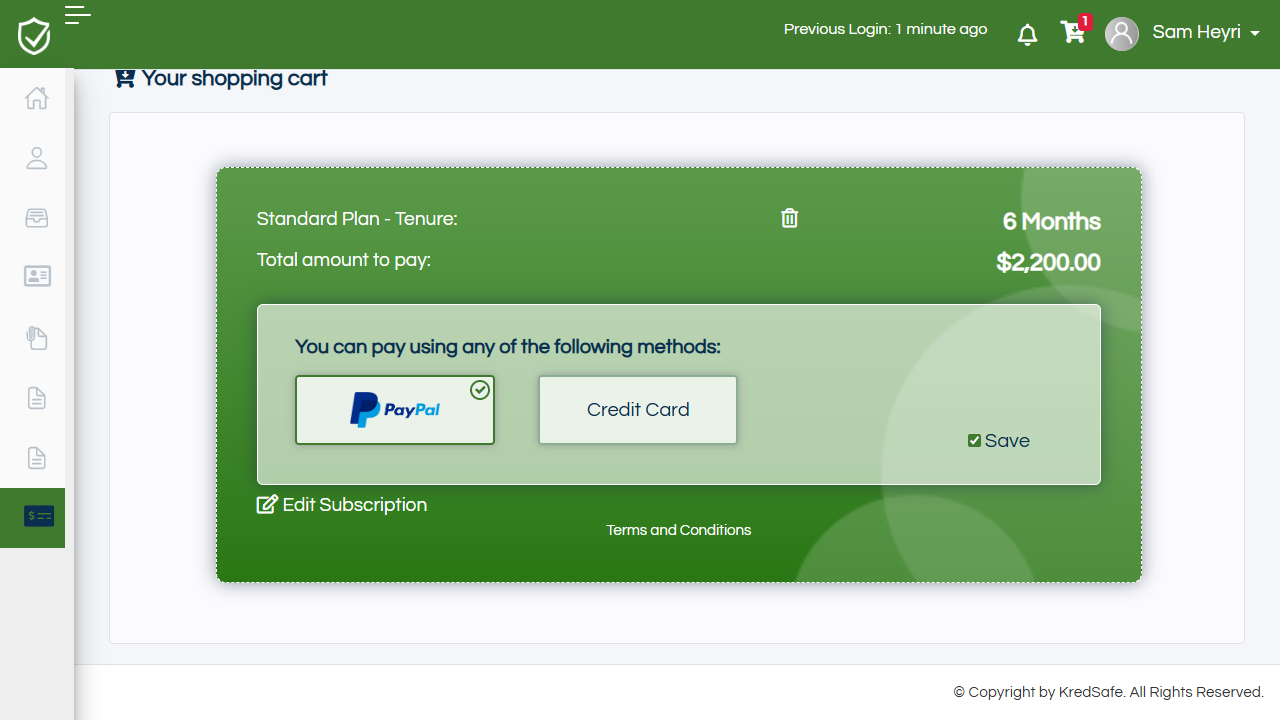 Previous Login: 1 minute ago
1
Sam Heyri
Your shopping cart
Standard Plan - Tenure:
6 Months
Total amount to pay:
$2,200.00
You can pay using any of the following methods:
PayPal
Credit Card
Save
Edit Subscription
Terms and Conditions
© Copyright by KredSafe. All Rights Reserved.